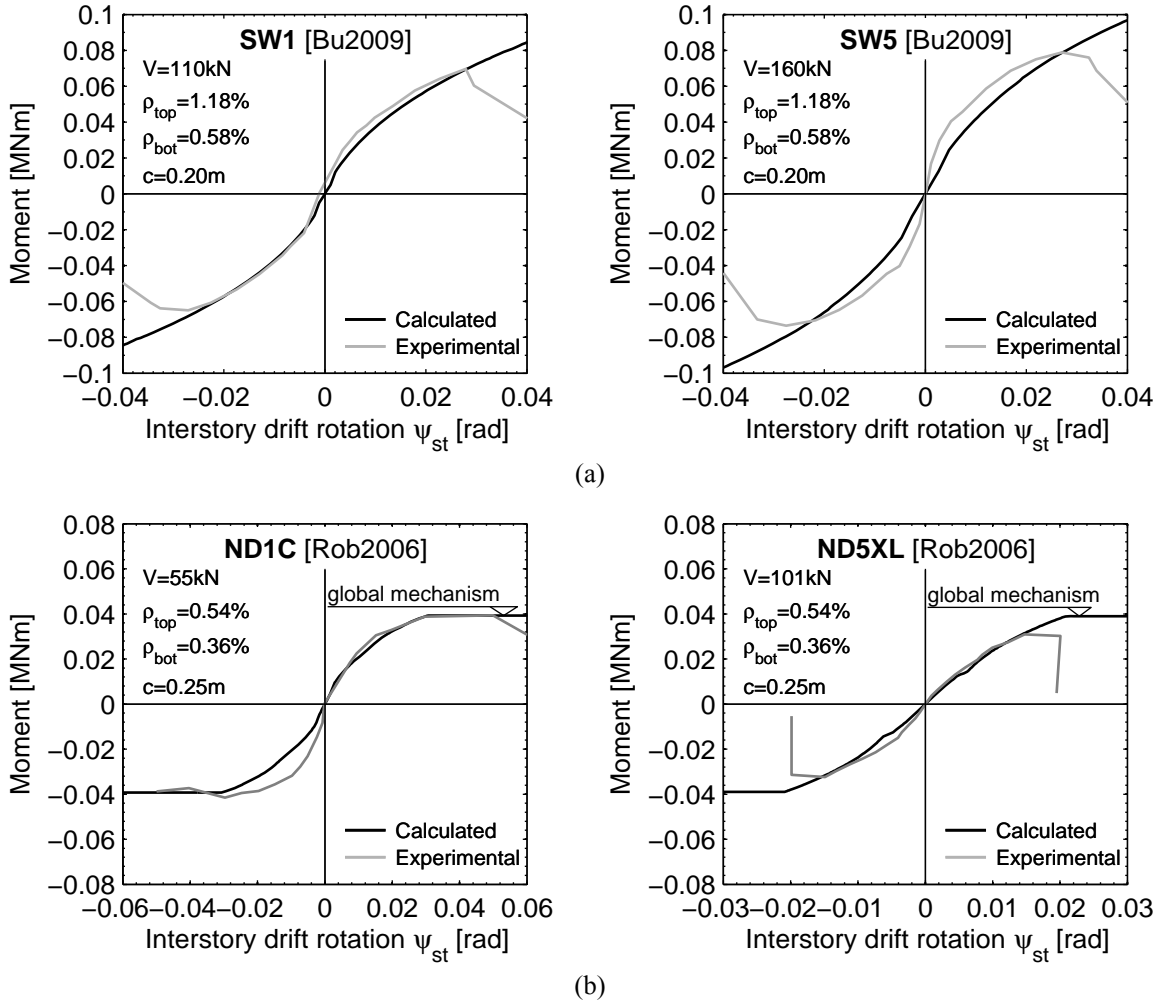 SW1 [Bu2009]
V=110kN
ρtop=1.18%
ρbot=0.58%
c=0.20m
Calculated
Experimental
0.1
0.08
0.06
0.04
0.02
0
−0.02
−0.04
−0.06
−0.08
−0.1
Moment [MNm]
−0.04 −0.02 0 0.02 0.04
Interstory drift rotation ψst [rad]
SW5 [Bu2009]
V=160kN
ρtop=1.18%
ρbot=0.58%
c=0.20m
Calculated
Experimental
0.1
0.08
0.06
0.04
0.02
0
−0.02
−0.04
−0.06
−0.08
−0.1
Moment [MNm]
−0.04 −0.02 0 0.02 0.04
Interstory drift rotation ψst [rad]
(a)
ND1C [Rob2006]
V=55kN
global mechanism
ρtop=0.54%
ρbot=0.36%
c=0.25m
Calculated
Experimental
0.08
0.06
0.04
0.02
0
−0.02
−0.04
−0.06
−0.08
Moment [MNm]
−0.06 −0.04 −0.02 0 0.02 0.04 0.06
Interstory drift rotation ψst [rad]
ND5XL [Rob2006]
V=101kN
global mechanism
ρtop=0.54%
ρbot=0.36%
c=0.25m
Calculated
Experimental
0.08
0.06
0.04
0.02
0
−0.02
−0.04
−0.06
−0.08
Moment [MNm]
−0.03 −0.02 −0.01 0 0.01 0.02 0.03
Interstory drift rotation ψst [rad]
(b)